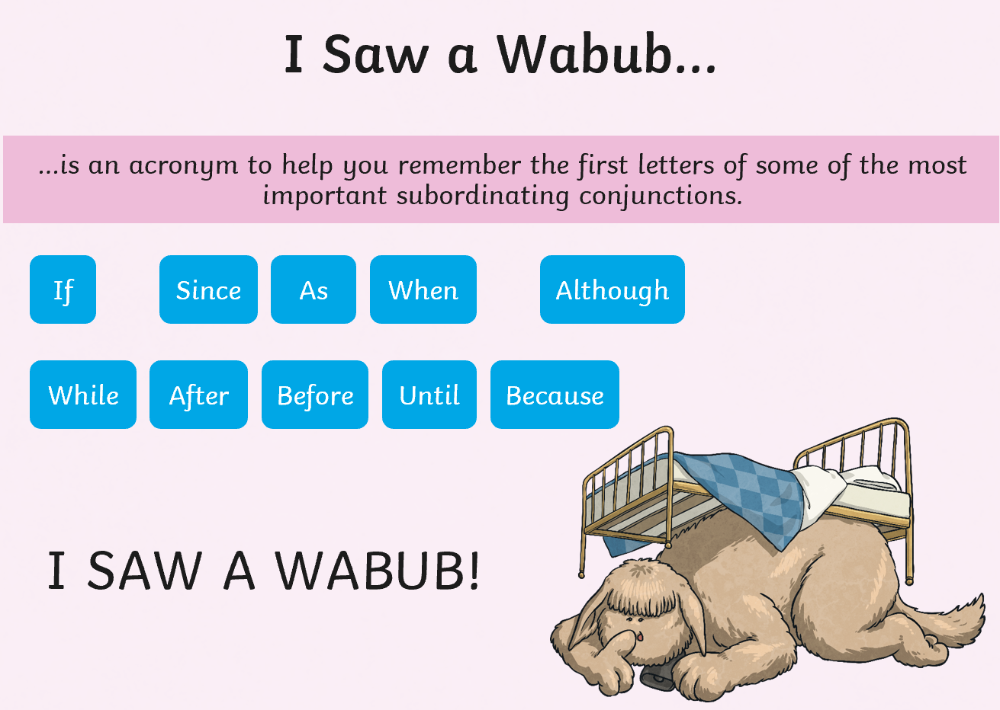 I Saw a Wabub...
...is an acronym to help you remember the first letters of some of the most
important subordinating conjunctions.
If Since As When Although
While After Before Until Because
I SAW A WABUB!